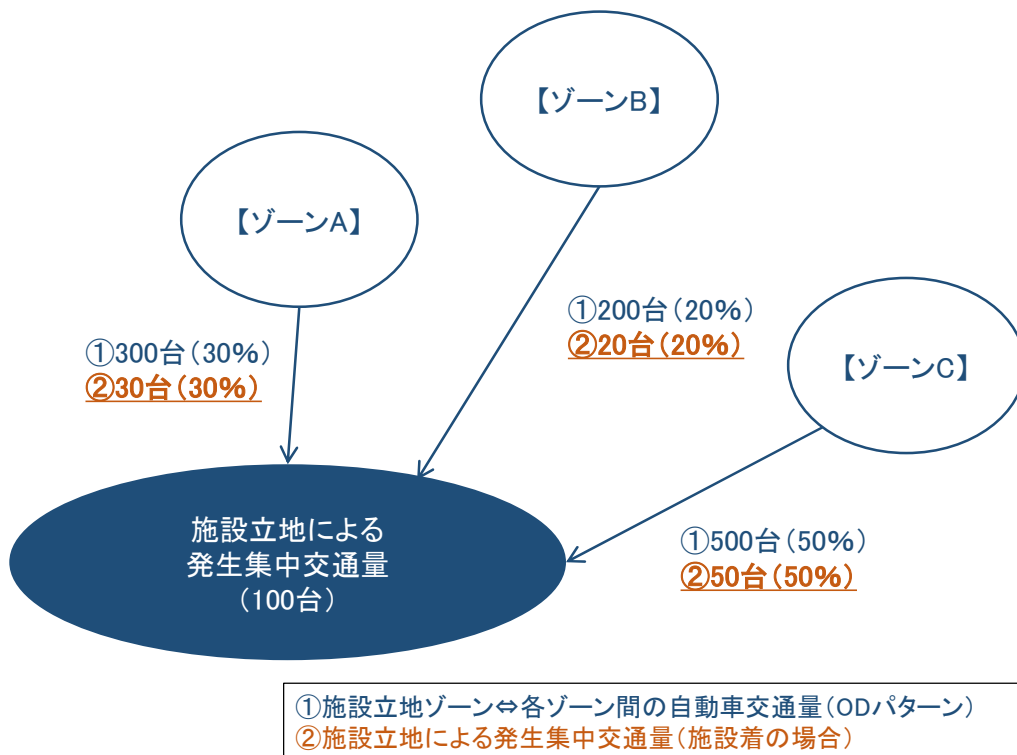 【ゾーンB】
【ゾーンA】
①200台(20%)
②20台(20%)
①300台(30%)
②30台(30%)
【ゾーンC】
施設立地による
発生集中交通量
(100台)
①500台(50%)
②50台(50%)
①施設立地ゾーン⇔各ゾーン間の自動車交通量(ODパターン)
②施設立地による発生集中交通量(施設着の場合)